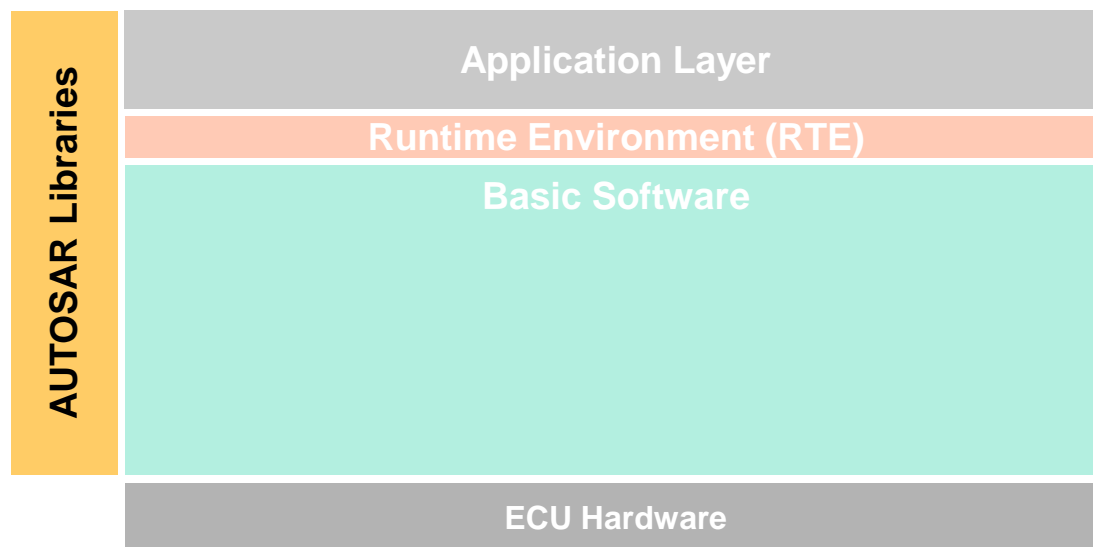 AUTOSAR Libraries
Application Layer
Runtime Environment (RTE)
Basic Software
ECU Hardware